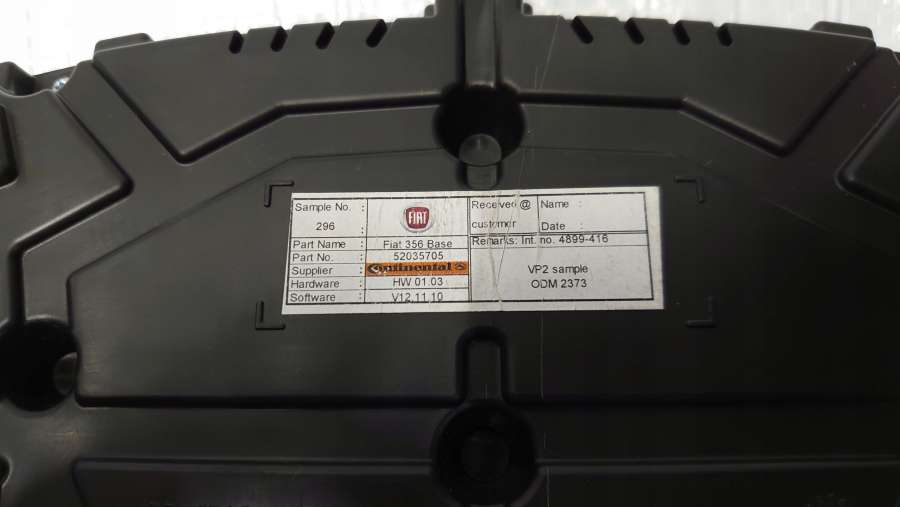 Sample No. :
296 :
FIAT
Received @
customer
Name :
Date :
Part Name : Fiat 356 Base
Part No. : 52035705
Supplier : Continental
Hardware : HW 01.03
Software : V12.11.10
Remarks: Int. no. 4899-416
VP2 sample
ODM 2373